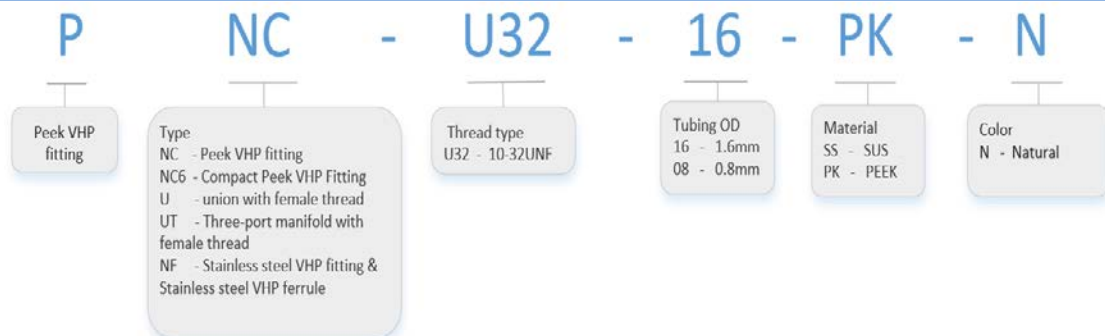 P NC - U32 - 16 - PK - N
Peek VHP
fitting
Type
NC - Peek VHP fitting
NC6 - Compact Peek VHP Fitting
U - union with female thread
UT - Three-port manifold with
female thread
NF - Stainless steel VHP fitting &
Stainless steel VHP ferrule
Thread type
U32 - 10-32UNF
Tubing OD
16 - 1.6mm
08 - 0.8mm
Material
SS - SUS
PK - PEEK
Color
N - Natural